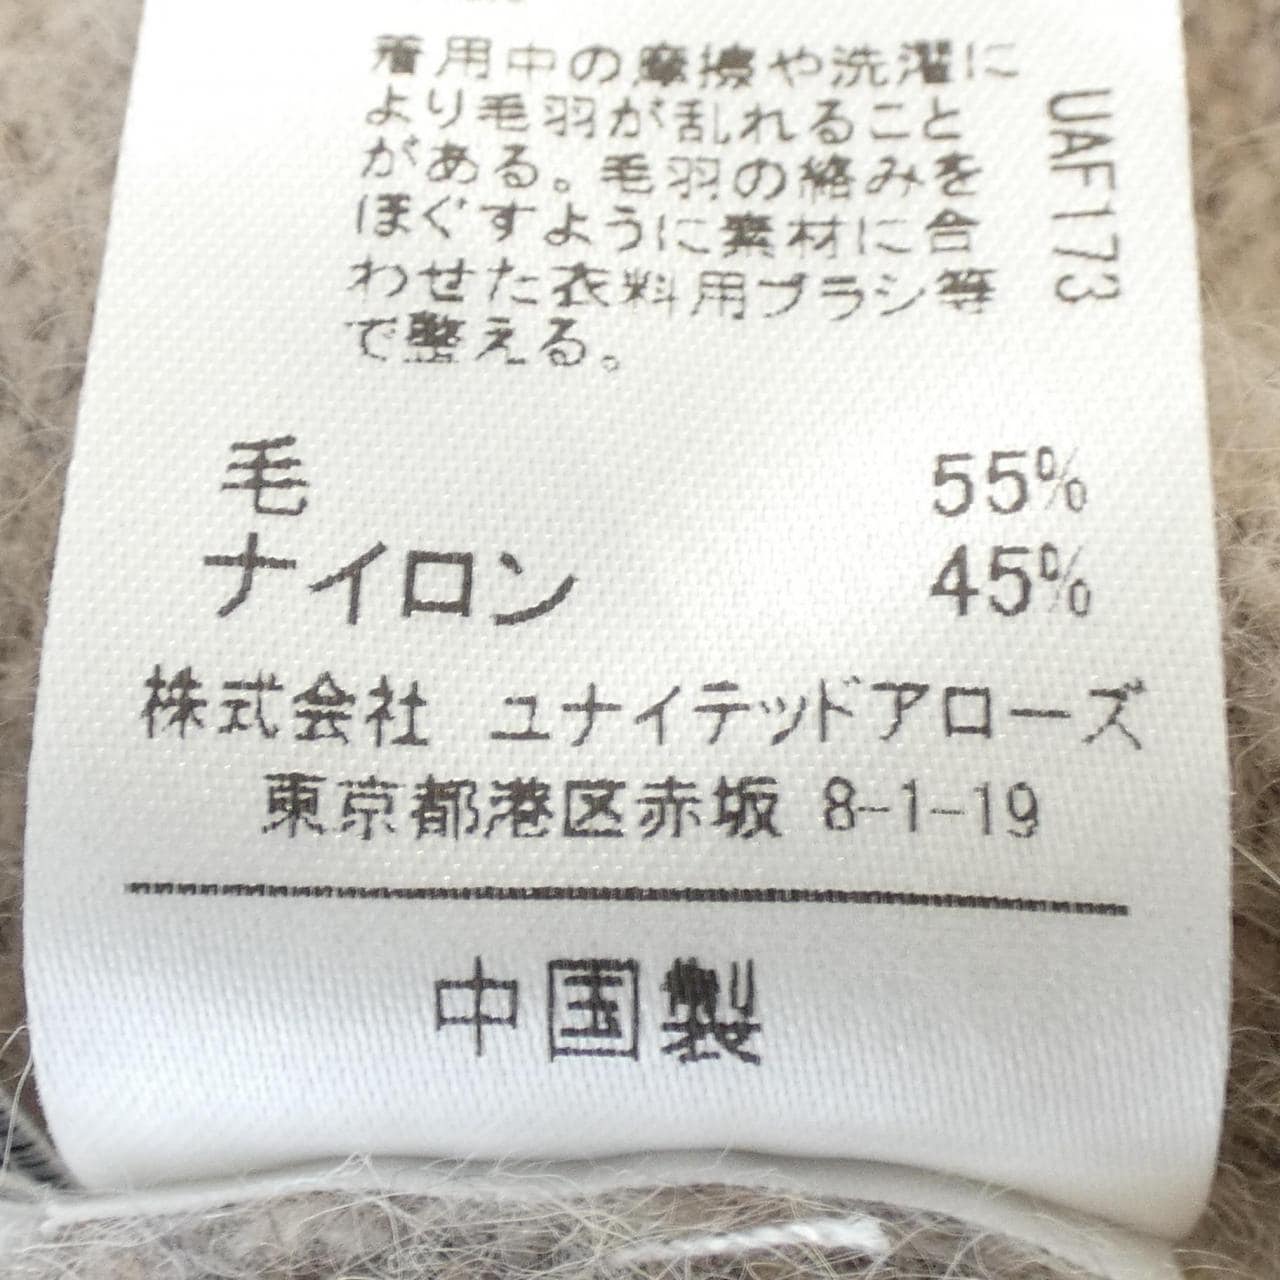 着用中の摩擦や洗濯に
より毛羽が乱れること
がある。毛羽の絡みを
ほぐすように素材に合
わせた衣料用ブラシ等
で整える。
UAF173
毛 55%
ナイロン 45%
株式会社 ユナイテッドアローズ
東京都港区赤坂 8-1-19
中国製